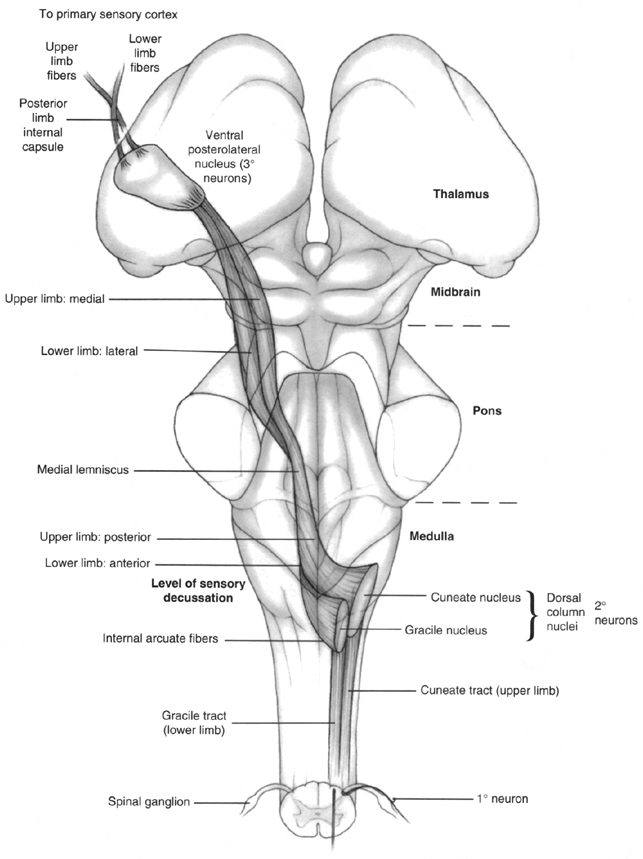 To primary sensory cortex
Upper
limb
fibers
Lower
limb
fibers
Posterior
limb
internal
capsule
Ventral
posterolateral
nucleus (3°
neurons)
Thalamus
Upper limb: medial
Midbrain
Lower limb: lateral
Pons
Medial lemniscus
Upper limb: posterior
Medulla
Lower limb: anterior
Level of sensory
decussation
Cuneate nucleus
Gracile nucleus
Dorsal
column
nuclei
2°
neurons
Internal arcuate fibers
Cuneate tract (upper limb)
Gracile tract
(lower limb)
Spinal ganglion
1° neuron